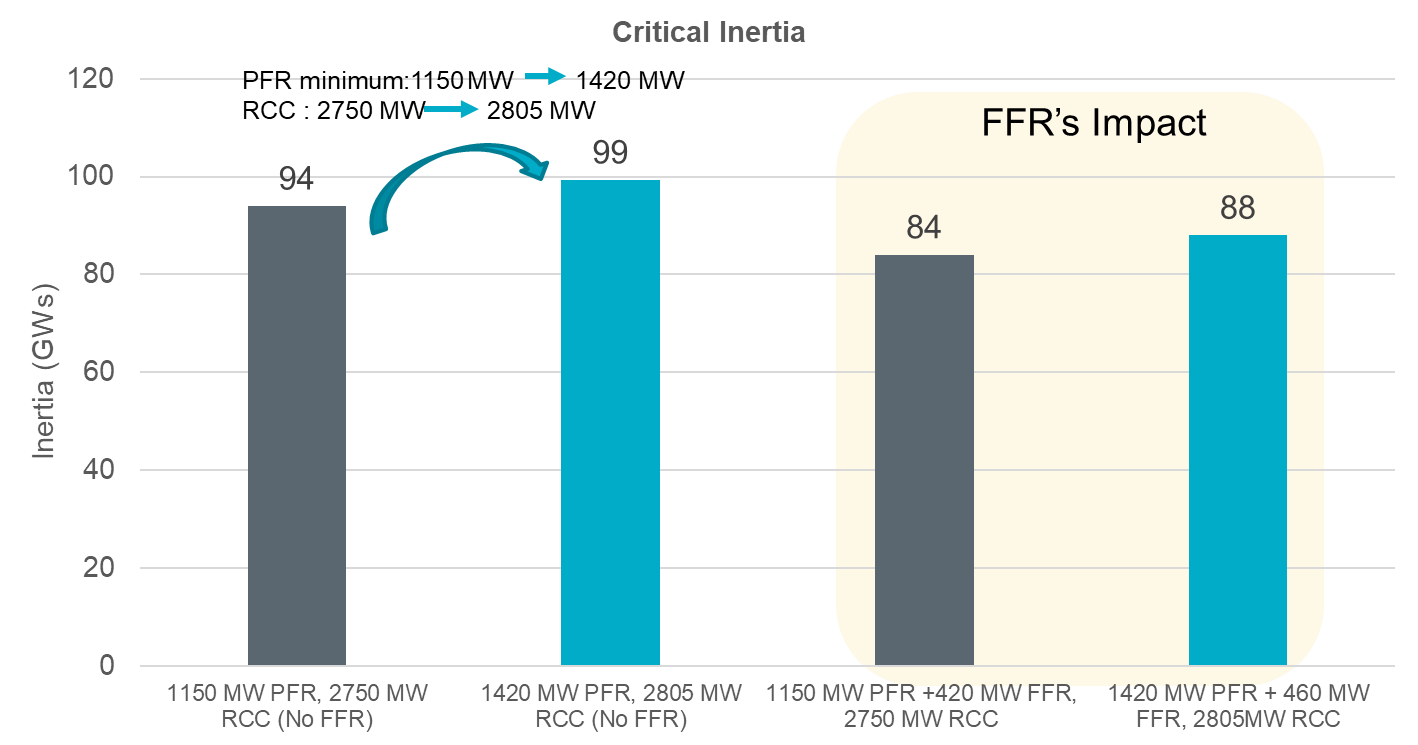 Critical Inertia
PFR minimum:1150 MW 1420 MW
RCC : 2750 MW 2805 MW
FFR's Impact
120
100
80
60
40
20
0
Inertia (GWs)
94
99
84
88
1150 MW PFR, 2750 MW
RCC (No FFR)
1420 MW PFR, 2805 MW
RCC (No FFR)
1150 MW PFR +420 MW FFR,
2750 MW RCC
1420 MW PFR + 460 MW
FFR, 2805MW RCC